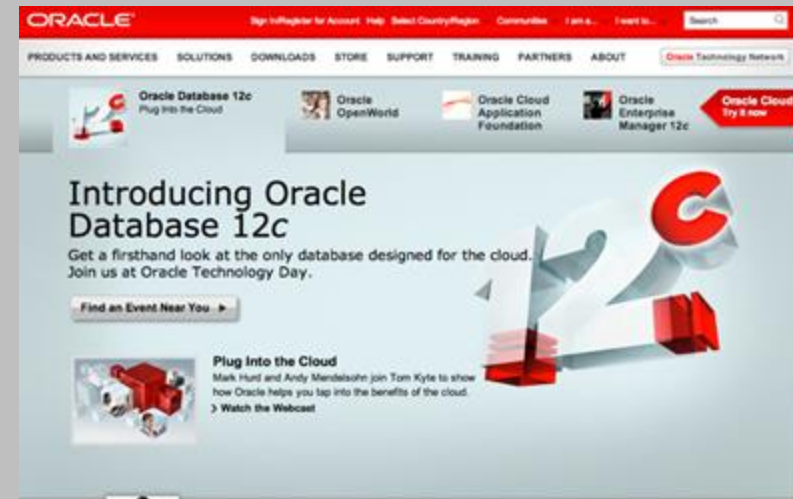 ORACLE
Sign In/Register for Account Help Select Country/Region Communities I am a... I want to... Search
PRODUCTS AND SERVICES SOLUTIONS DOWNLOADS STORE SUPPORT TRAINING PARTNERS ABOUT Oracle Technology Network
Oracle Database 12c
Plug into the Cloud
Oracle
OpenWorld
Oracle Cloud
Application
Foundation
Oracle
Enterprise
Manager 12c
Oracle Cloud
Try it now
Introducing Oracle
Database 12c
Get a firsthand look at the only database designed for the cloud.
Join us at Oracle Technology Day.
Find an Event Near You
12c
Plug Into the Cloud
Mark Hurd and Andy Mendelsohn join Tom Kyte to show
how Oracle helps you tap into the benefits of the cloud.
> Watch the Webcast